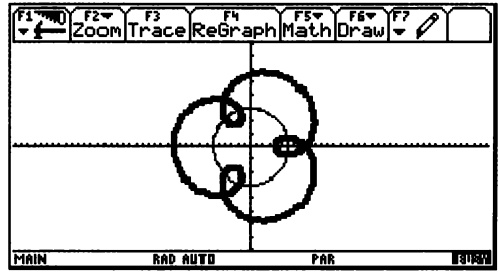 F1 F2 F3 F4 F5 F6 F7
Zoom Trace ReGraph Math Draw
MAIN RAD AUTO PAR